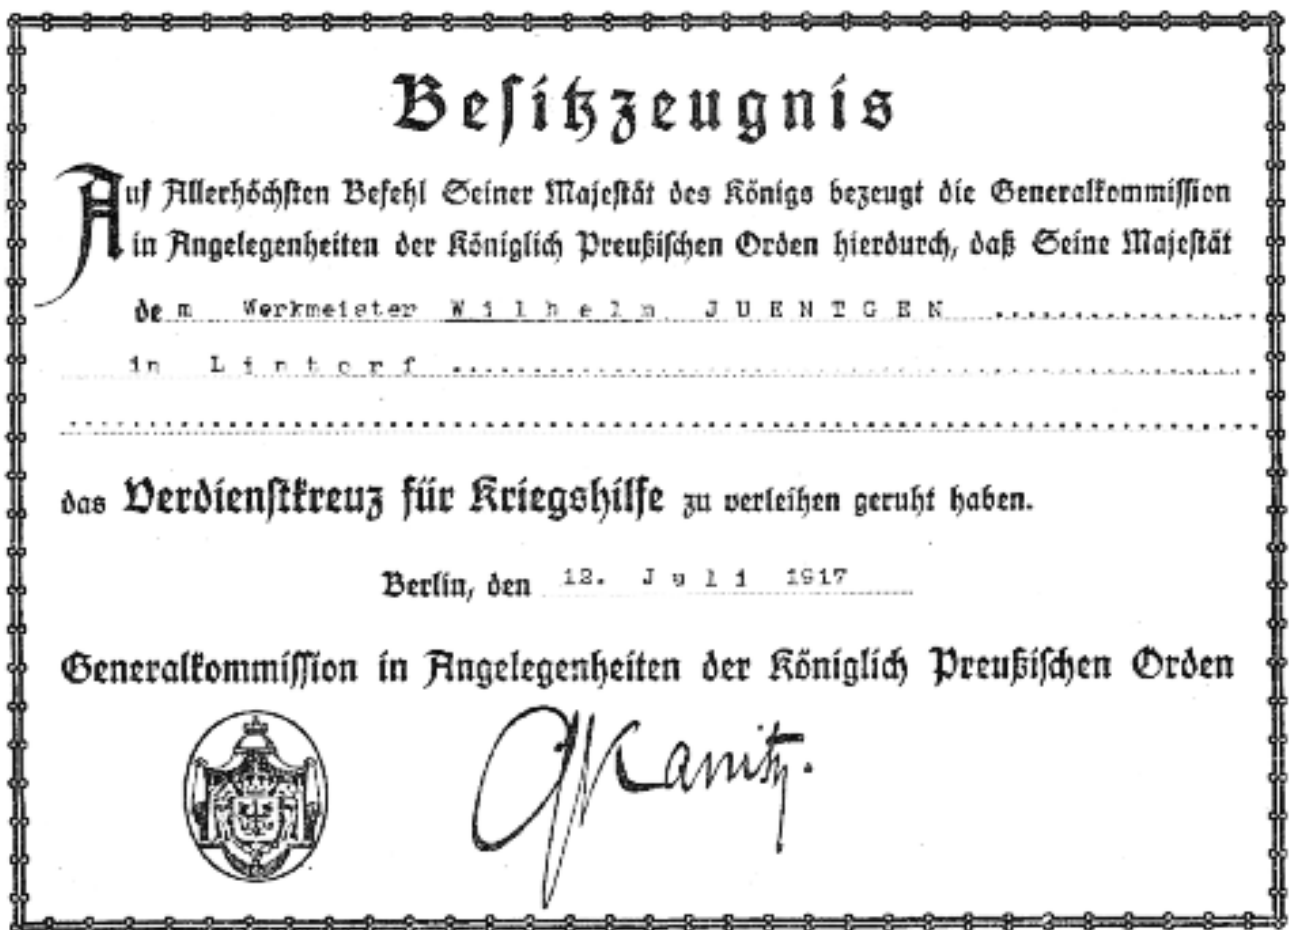 Besitzzeugnis
Auf Allerhöchsten Befehl Seiner Majestät des Königs bezeugt die Generalkommission
in Angelegenheiten der Königlich Preußischen Orden hierdurch, daß Seine Majestät
dem Werkmeister Wilhelm JUENTGEN
in Lintorf
das Verdienstkreuz für Kriegshilfe zu verleihen geruht haben.
Berlin, den 12. Juli 1917
Generalkommission in Angelegenheiten der Königlich Preußischen Orden
Kanitz.